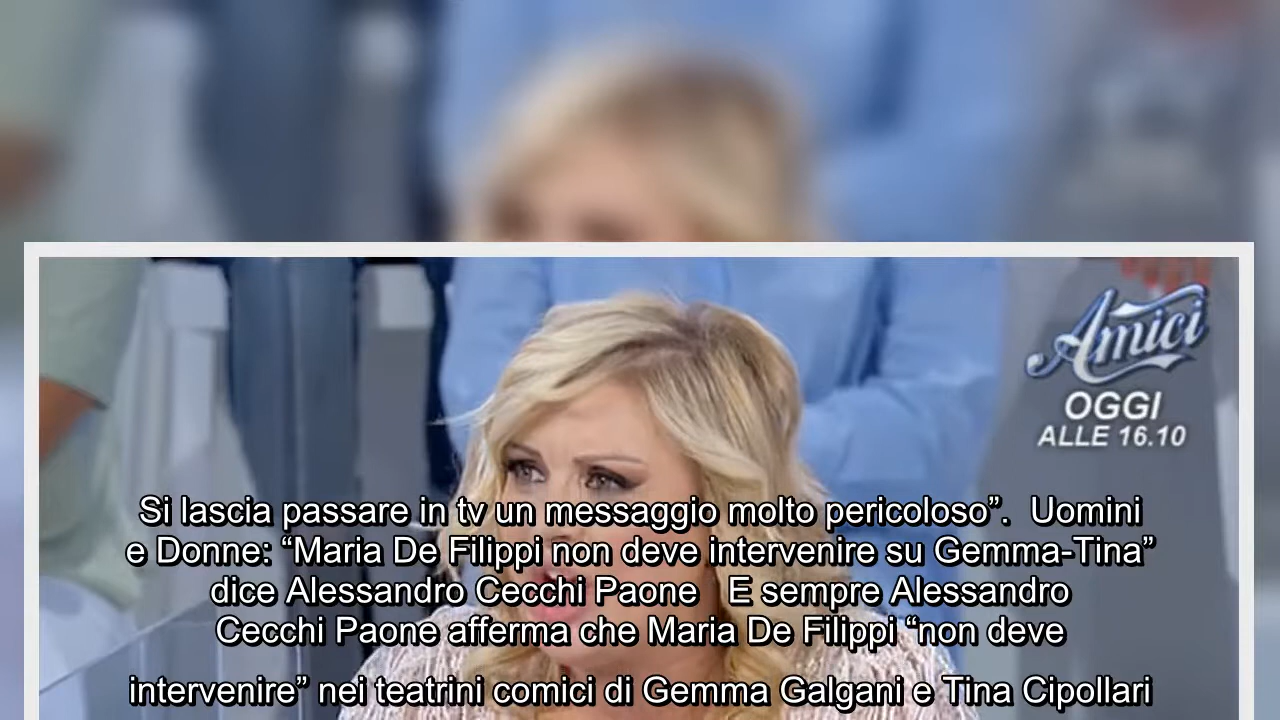 Amici
OGGI
ALLE 16.10
Si lascia passare in tv un messaggio molto pericoloso”.  Uomini
e Donne: “Maria De Filippi non deve intervenire su Gemma-Tina”
dice Alessandro Cecchi Paone   E sempre Alessandro
Cecchi Paone afferma che Maria De Filippi “non deve
intervenire” nei teatrini comici di Gemma Galgani e Tina Cipollari